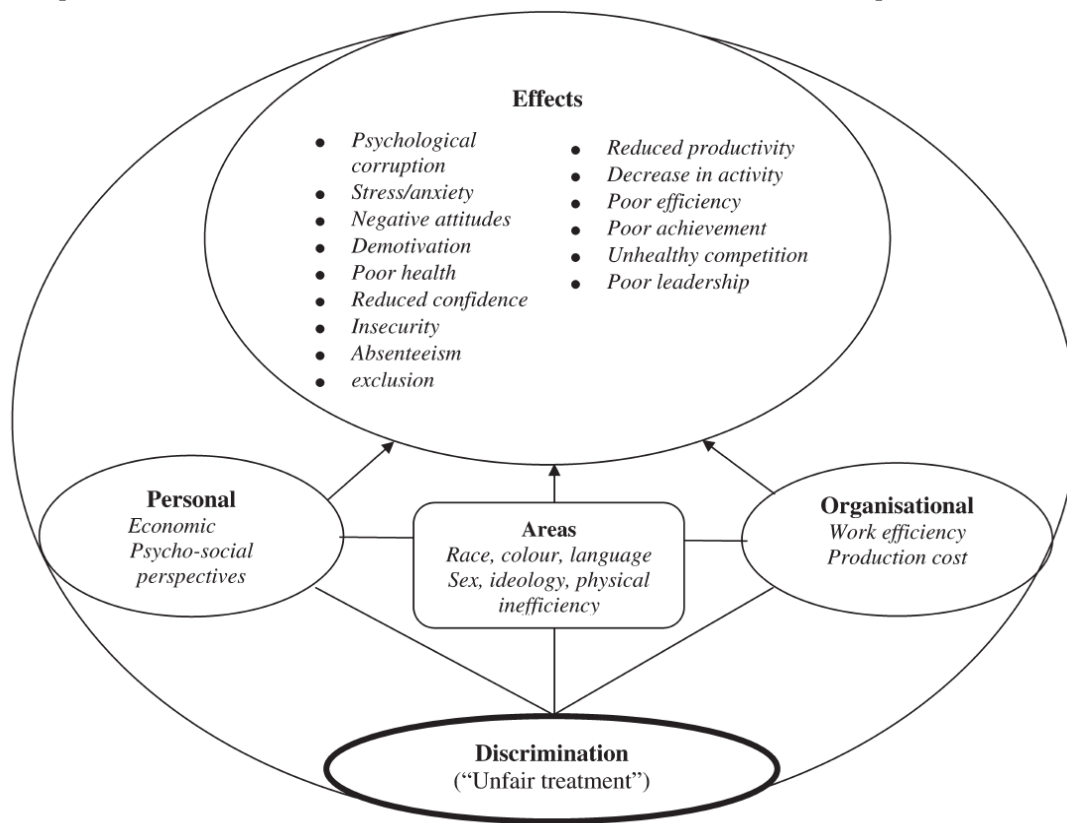 Effects
● Psychological
corruption
● Stress/anxiety
● Negative attitudes
● Demotivation
● Poor health
● Reduced confidence
● Insecurity
● Absenteeism
● exclusion
● Reduced productivity
● Decrease in activity
● Poor efficiency
● Poor achievement
● Unhealthy competition
● Poor leadership
Personal
Economic
Psycho-social
perspectives
Areas
Race, colour, language
Sex, ideology, physical
inefficiency
Organisational
Work efficiency
Production cost
Discrimination
(“Unfair treatment”)